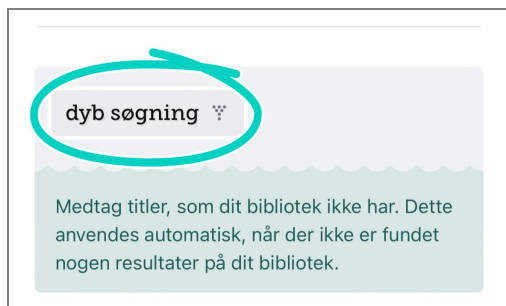 dyb søgning
Medtag titler, som dit bibliotek ikke har. Dette
anvendes automatisk, når der ikke er fundet
nogen resultater på dit bibliotek.